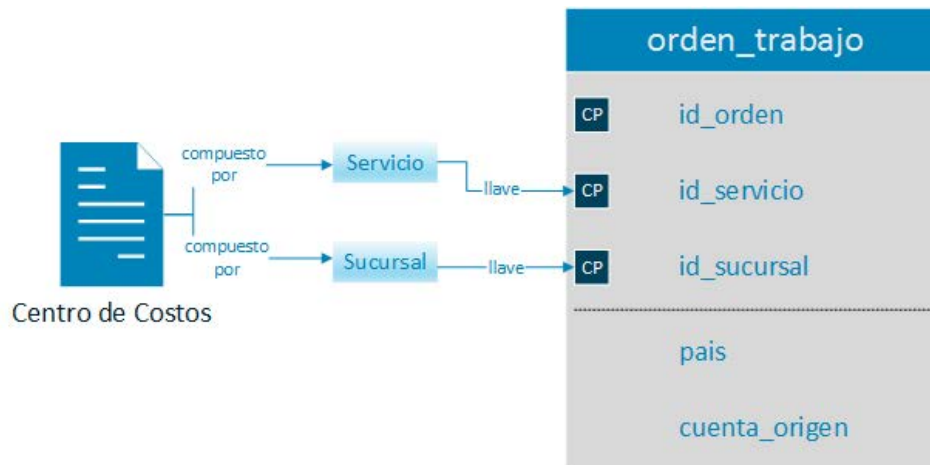 orden_trabajo
CP id_orden
compuesto
por
Servicio
llave
CP id_servicio
compuesto
por
Sucursal
llave
CP id_sucursal
Centro de Costos
pais
cuenta_origen